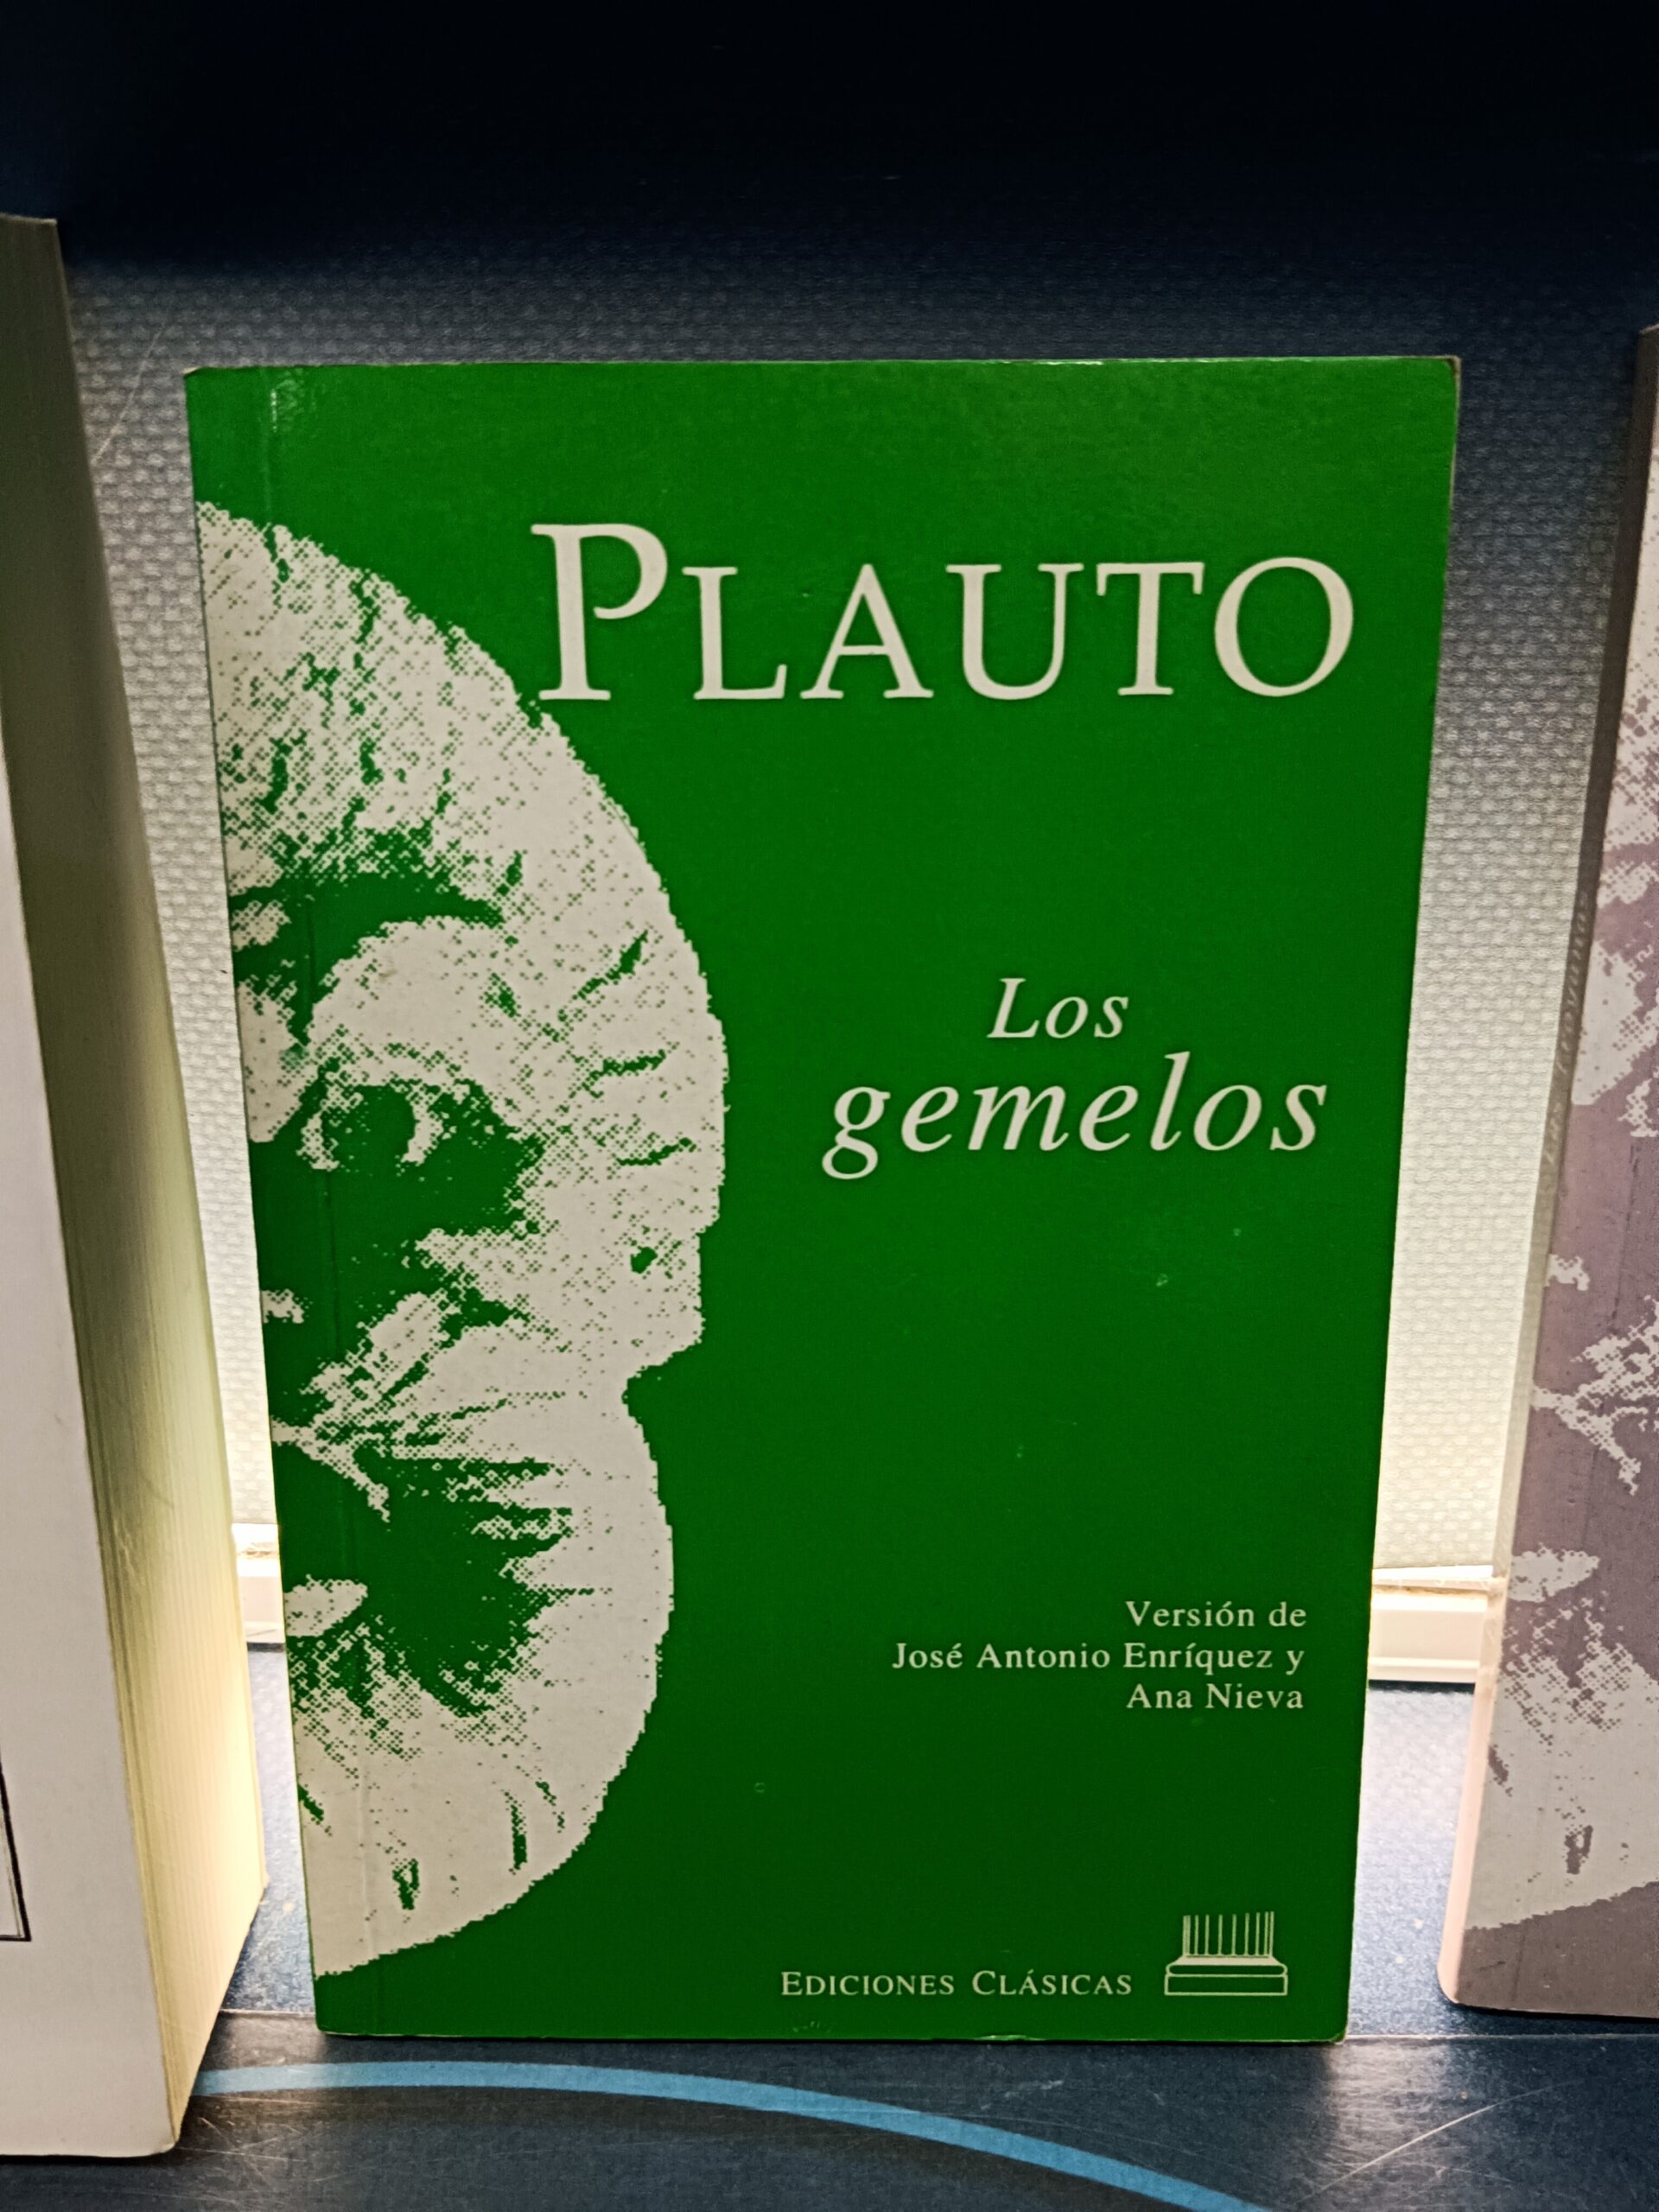 PLAUTO
Los
gemelos
Versión de
José Antonio Enríquez y
Ana Nieva
EDICIONES CLÁSICAS